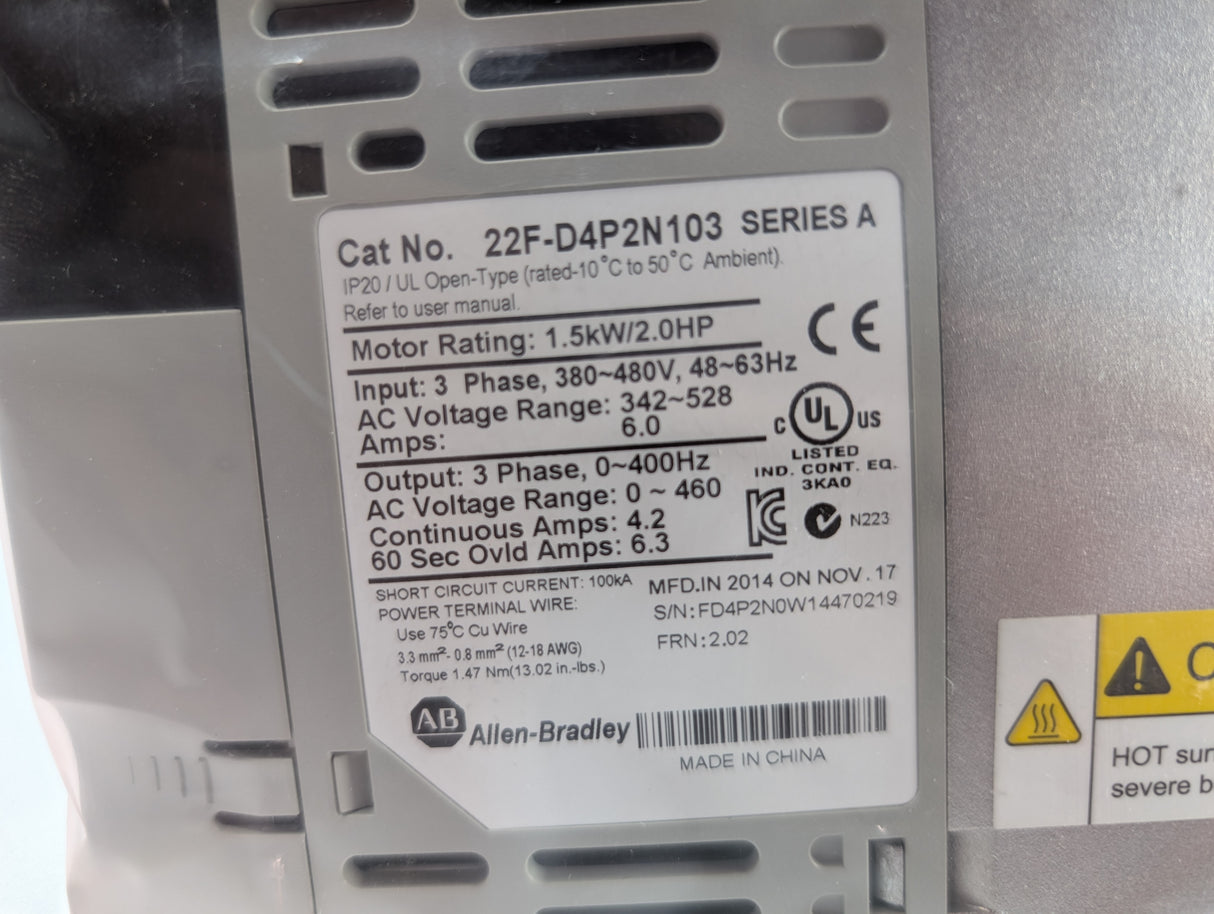 Cat No. 22F-D4P2N103 SERIES A
IP20 / UL Open-Type (rated-10°C to 50°C Ambient).
Refer to user manual.
Motor Rating: 1.5kW/2.0HP
CE
Input: 3 Phase, 380~480V, 48~63Hz
AC Voltage Range: 342~528
Amps: 6.0
C UL US
LISTED
IND. CONT. EQ.
3KA0
Output: 3 Phase, 0~400Hz
AC Voltage Range: 0 ~ 460
Continuous Amps: 4.2
60 Sec Ovld Amps: 6.3
N223
SHORT CIRCUIT CURRENT: 100kA
POWER TERMINAL WIRE:
Use 75°C Cu Wire
3.3 mm²- 0.8 mm² (12-18 AWG)
Torque 1.47 Nm(13.02 in.-lbs.)
MFD.IN 2014 ON NOV.17
S/N:FD4P2N0W14470219
FRN:2.02
AB Allen-Bradley
MADE IN CHINA
HOT sur
severe b